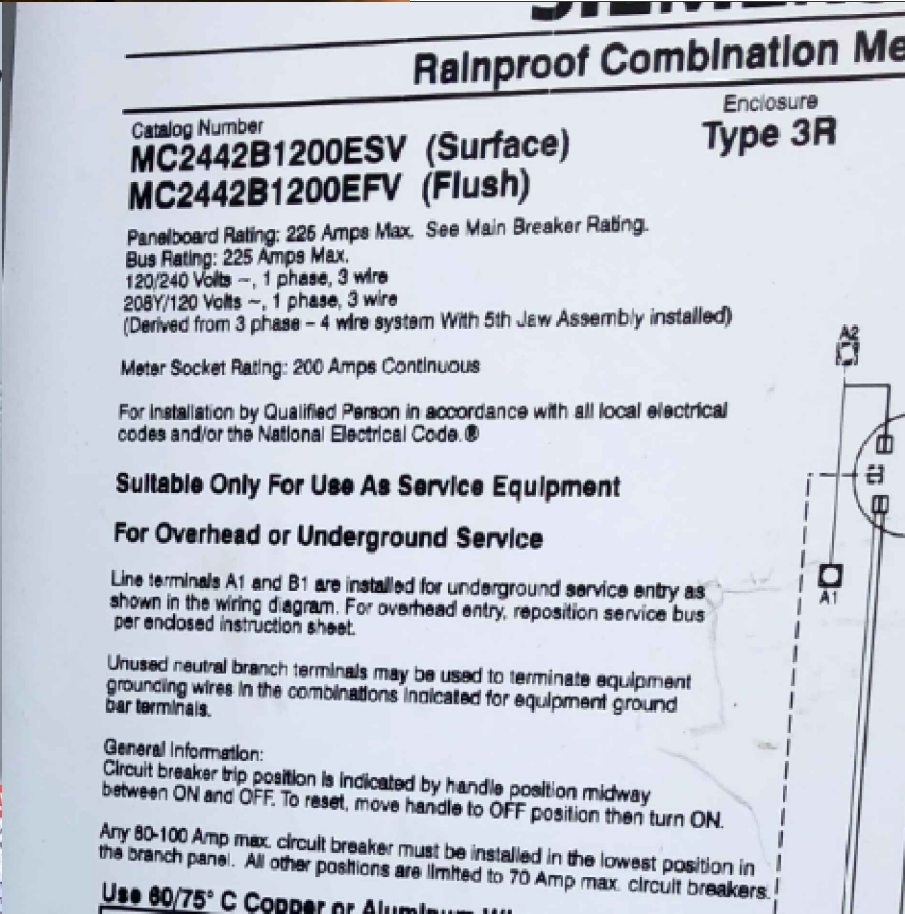 SIEMENS
Rainproof Combination Me
Enclosure
Type 3R
Catalog Number
MC2442B1200ESV (Surface)
MC2442B1200EFV (Flush)
Panelboard Rating: 225 Amps Max. See Main Breaker Rating.
Bus Rating: 225 Amps Max.
120/240 Volts ~, 1 phase, 3 wire
208Y/120 Volts ~, 1 phase, 3 wire
(Derived from 3 phase – 4 wire system With 5th Jaw Assembly installed)
Meter Socket Rating: 200 Amps Continuous
For installation by Qualified Person in accordance with all local electrical
codes and/or the National Electrical Code.®
Suitable Only For Use As Service Equipment
For Overhead or Underground Service
Line terminals A1 and B1 are installed for underground service entry as
shown in the wiring diagram. For overhead entry, reposition service bus
per enclosed instruction sheet.
Unused neutral branch terminals may be used to terminate equipment
grounding wires in the combinations indicated for equipment ground
bar terminals.
General Information:
Circuit breaker trip position is indicated by handle position midway
between ON and OFF. To reset, move handle to OFF position then turn ON.
Any 80-100 Amp max. circuit breaker must be installed in the lowest position in
the branch panel. All other positions are limited to 70 Amp max. circuit breakers.
Use 60/75° C Copper or Aluminum Wi
A2
A1